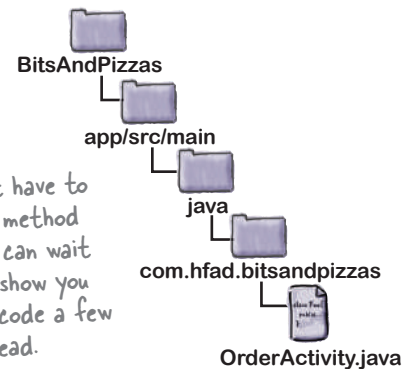 BitsAndPizzas
app/src/main
java
com.hfad.bitsandpizzas
OrderActivity.java
have to
method
can wait
show you
code a few
ead.